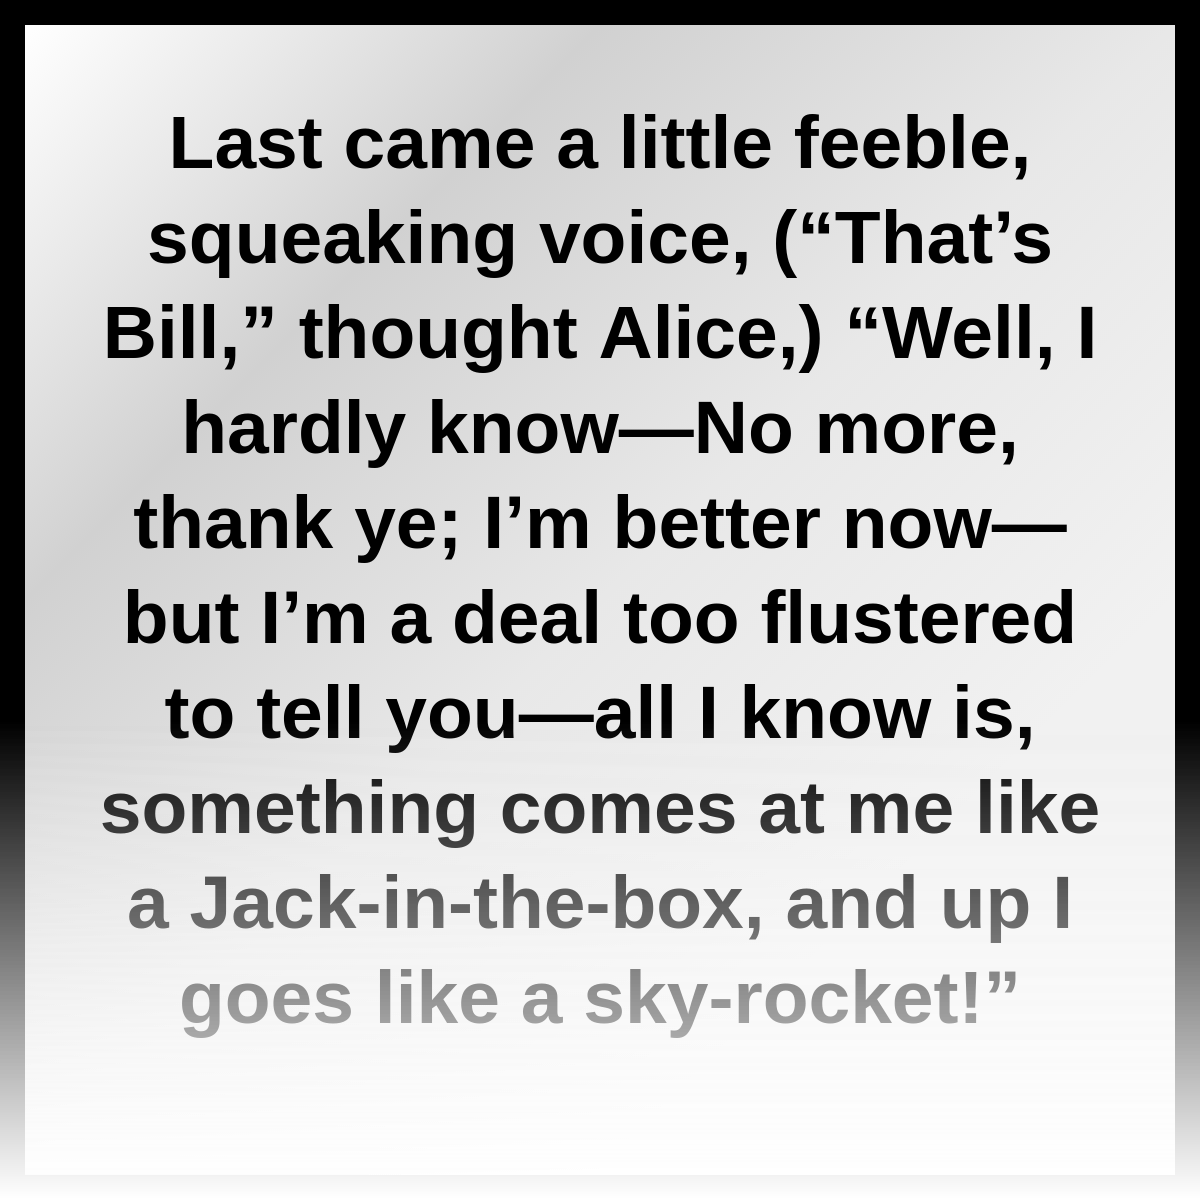 Last came a little feeble,
squeaking voice, (“That’s
Bill,” thought Alice,) “Well, I
hardly know—No more,
thank ye; I’m better now—
but I’m a deal too flustered
to tell you—all I know is,
something comes at me like
a Jack-in-the-box, and up I
goes like a sky-rocket!”